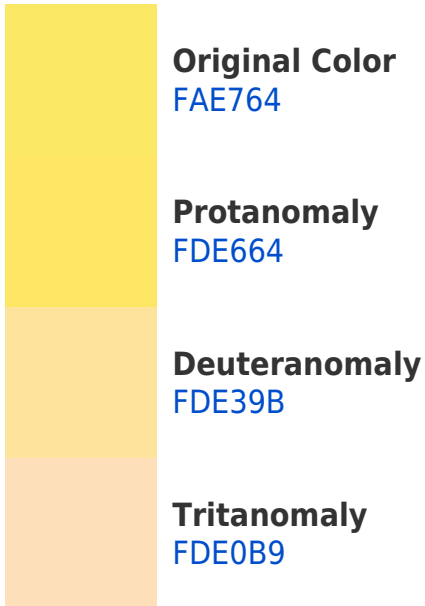 Original Color
FAE764
Protanomaly
FDE664
Deuteranomaly
FDE39B
Tritanomaly
FDE0B9